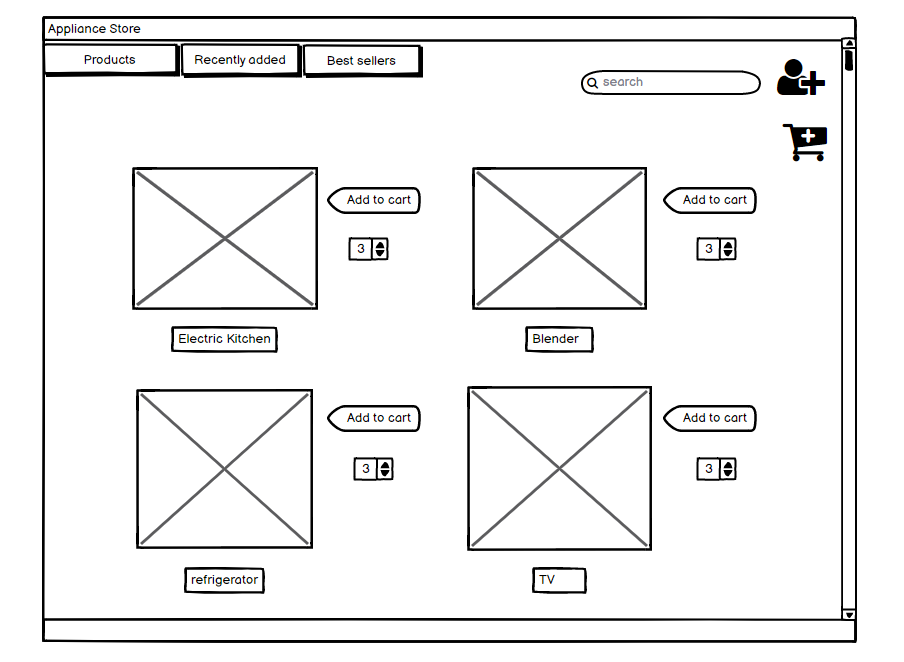 Appliance Store
Products
Recently added
Best sellers
search
Add to cart
3
Add to cart
3
Electric Kitchen
Blender
Add to cart
3
Add to cart
3
refrigerator
TV